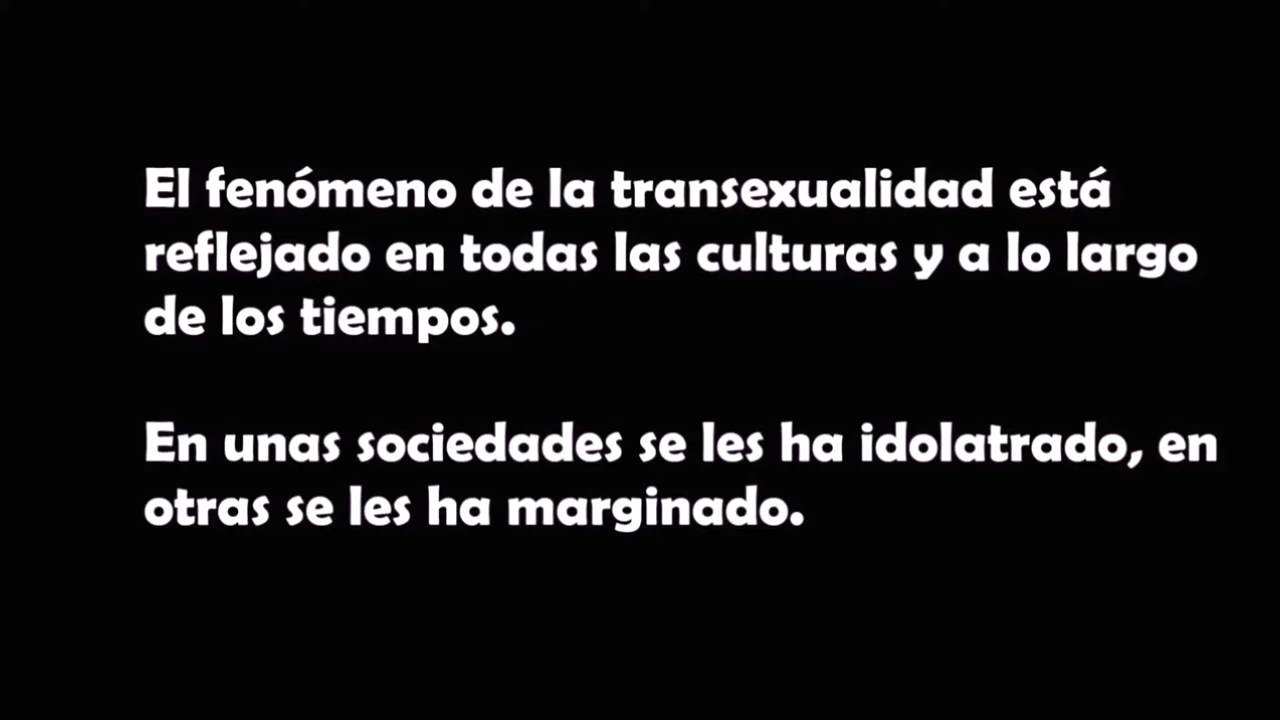 El fenómeno de la transexualidad está
reflejado en todas las culturas y a lo largo
de los tiempos.
En unas sociedades se les ha idolatrado, en
otras se les ha marginado.